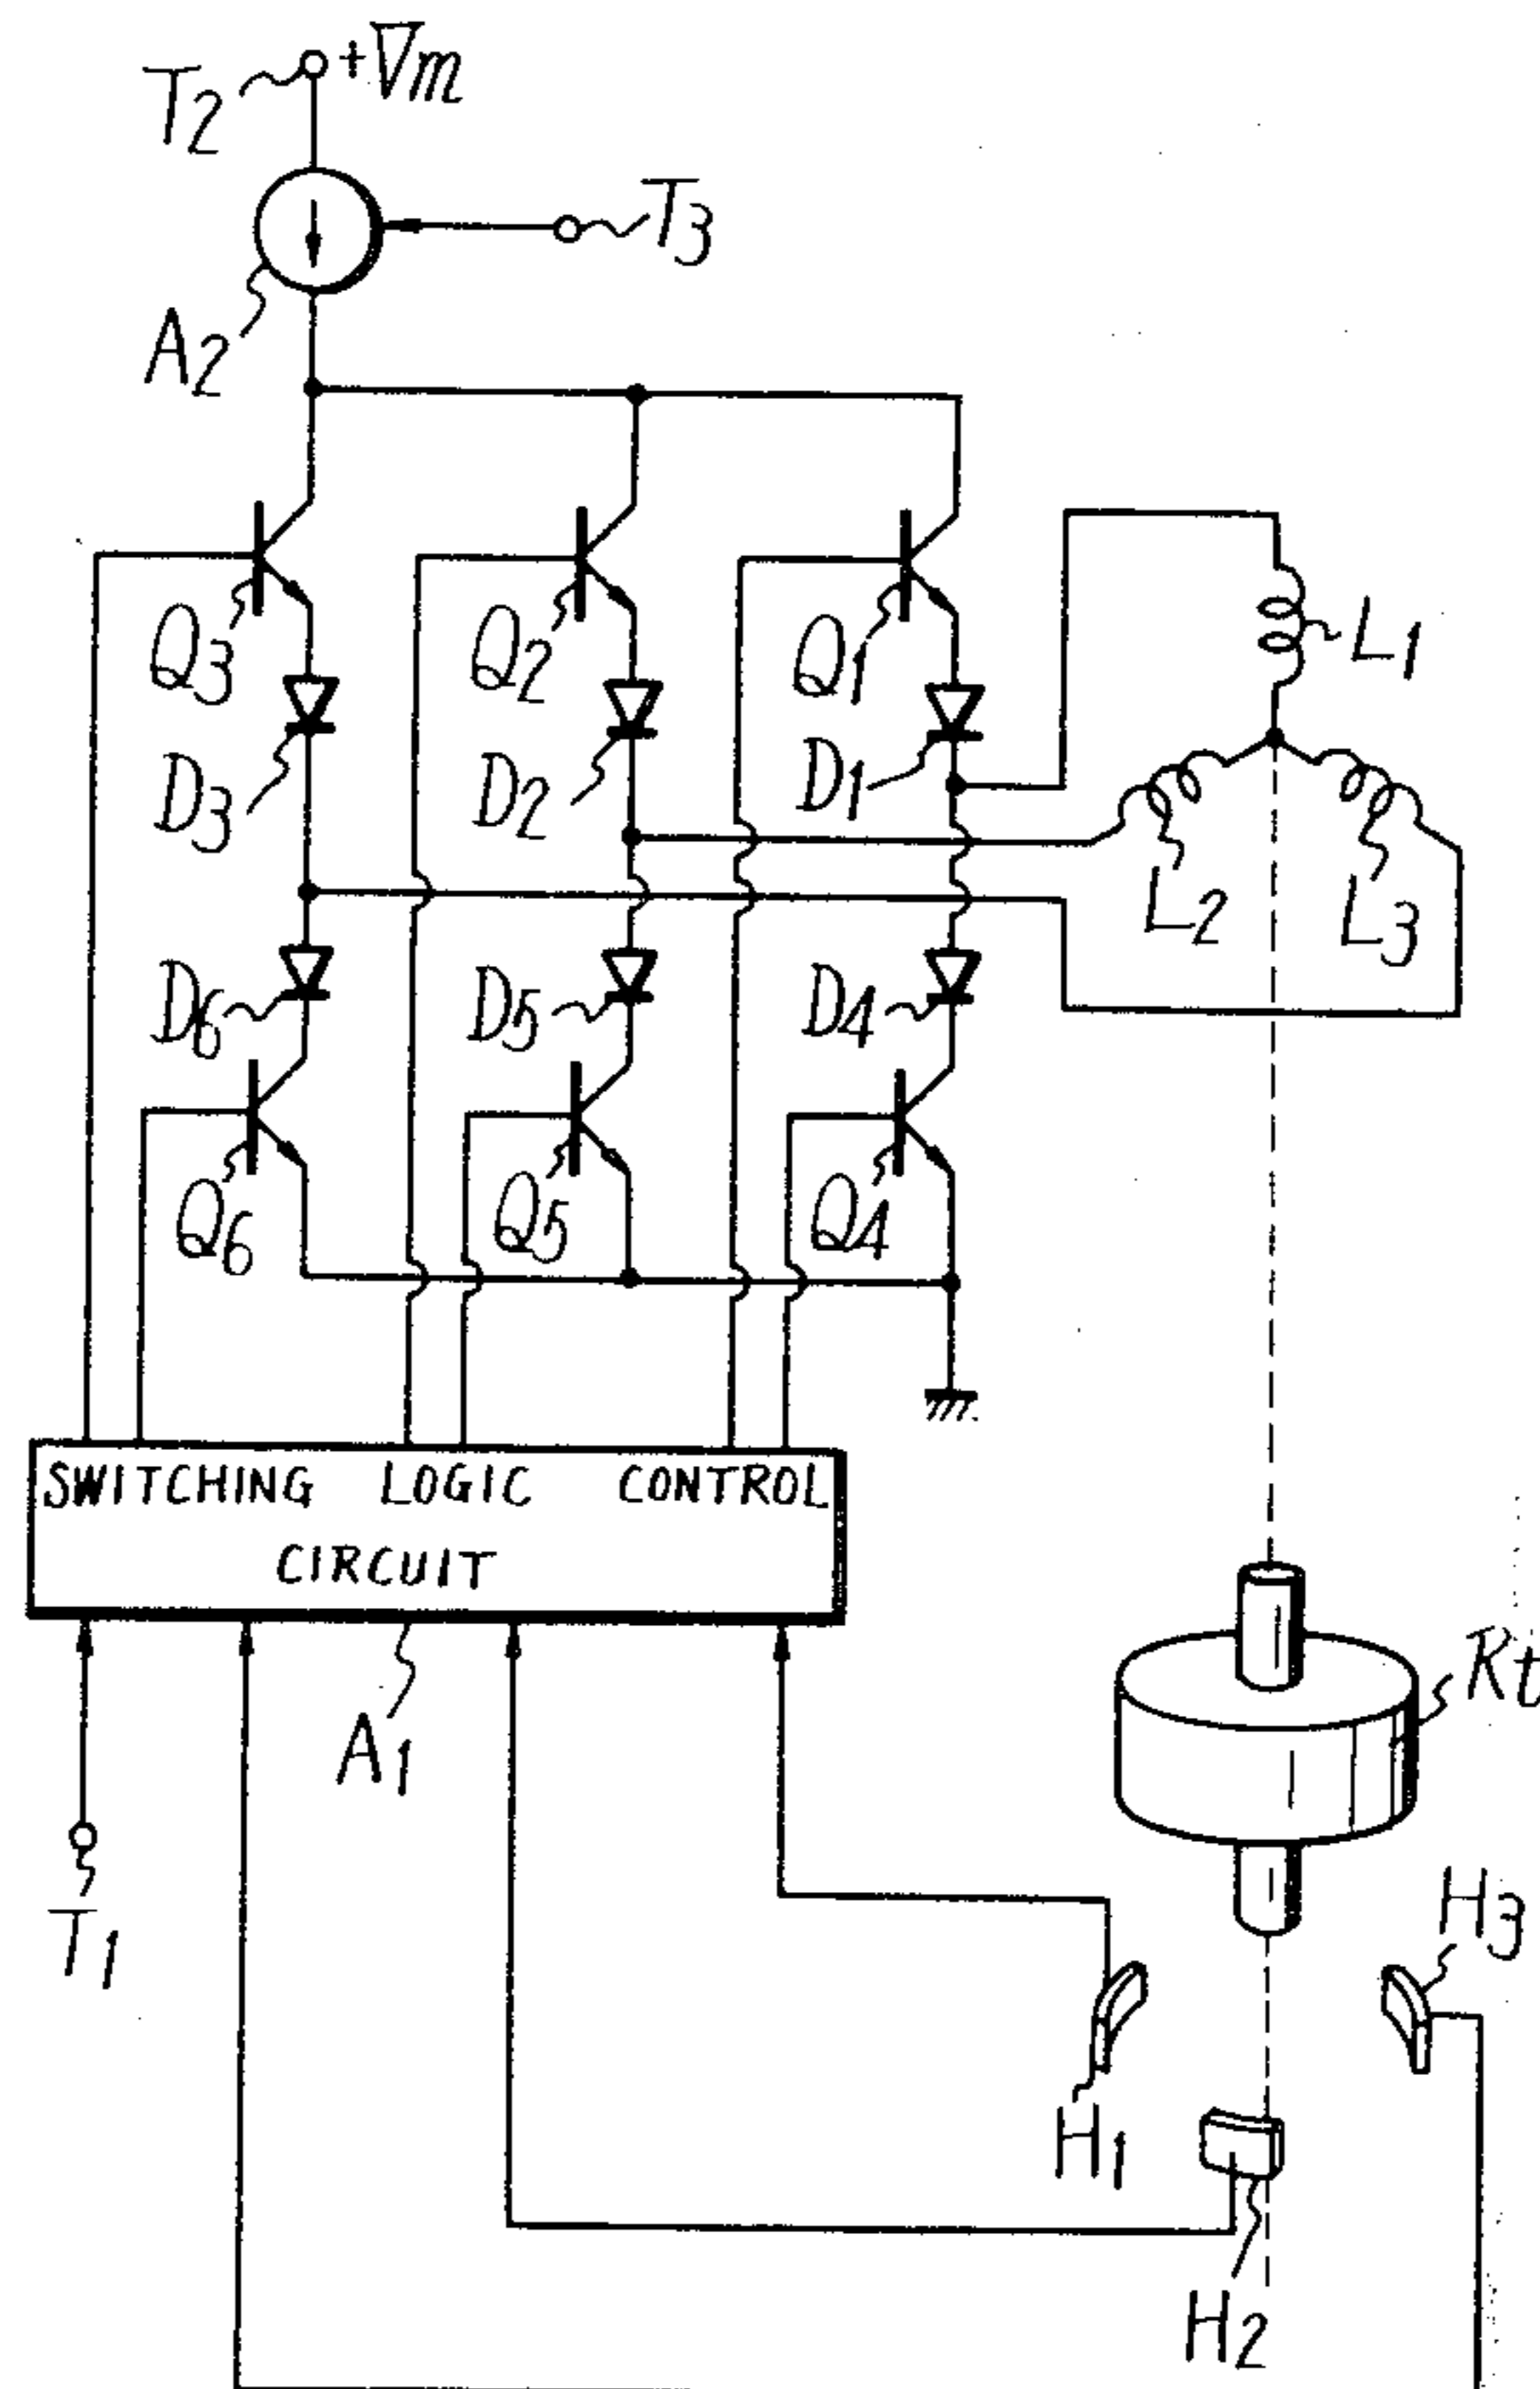 T2 +Vm
T3
A2
Q3 Q2 Q1 L1
D3 D2 D1
L2 L3
D6 D5 D4
Q6 Q5 Q4
SWITCHING LOGIC CONTROL
CIRCUIT
Rt
A1
T1
H3
H1
H2